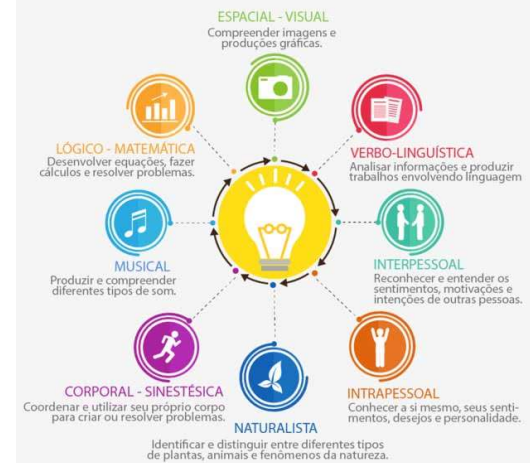 ESPACIAL - VISUAL
Compreender imagens e
produções gráficas.
LÓGICO - MATEMÁTICA
Desenvolver equações, fazer
cálculos e resolver problemas.
VERBO-LINGUÍSTICA
Analisar informações e produzir
trabalhos envolvendo linguagem
MUSICAL
Produzir e compreender
diferentes tipos de som.
INTERPESSOAL
Reconhecer e entender os
sentimentos, motivações e
intenções de outras pessoas.
CORPORAL - SINESTÉSICA
Coordenar e utilizar seu próprio corpo
para criar ou resolver problemas.
INTRAPESSOAL
Conhecer a si mesmo, seus senti-
mentos, desejos e personalidade.
NATURALISTA
Identificar e distinguir entre diferentes tipos
de plantas, animais e fenômenos da natureza.